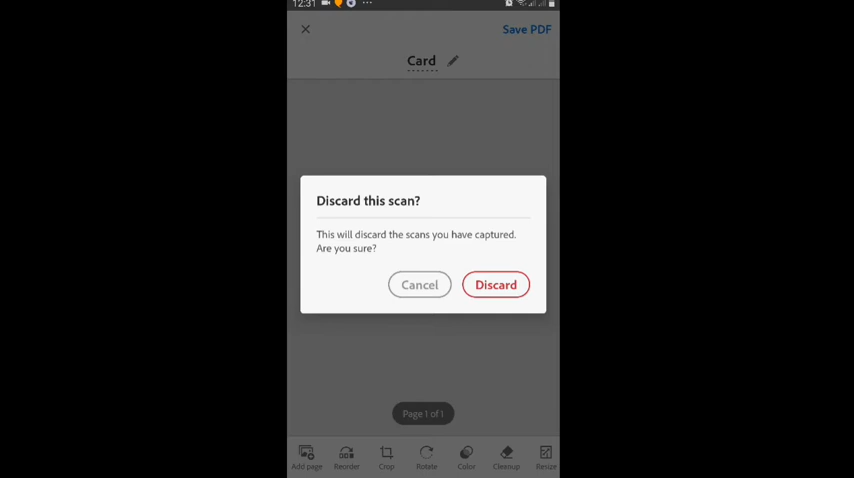 12:31
Save PDF
Card
Discard this scan?
This will discard the scans you have captured.
Are you sure?
Cancel Discard
Page 1 of 1
Add page Reorder Crop Rotate Color Cleanup Resize